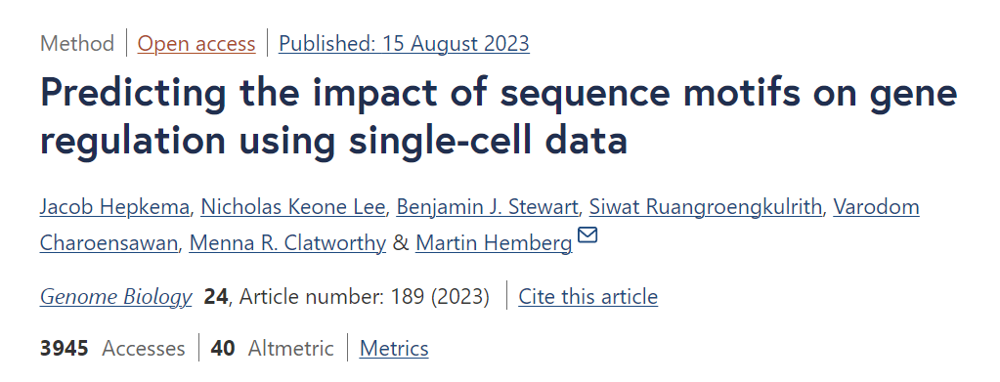 Method Open access Published: 15 August 2023
Predicting the impact of sequence motifs on gene
regulation using single-cell data
Jacob Hepkema, Nicholas Keone Lee, Benjamin J. Stewart, Siwat Ruangroengkulrith, Varodom
Charoensawan, Menna R. Clatworthy & Martin Hemberg
Genome Biology 24, Article number: 189 (2023) Cite this article
3945 Accesses 40 Altmetric Metrics